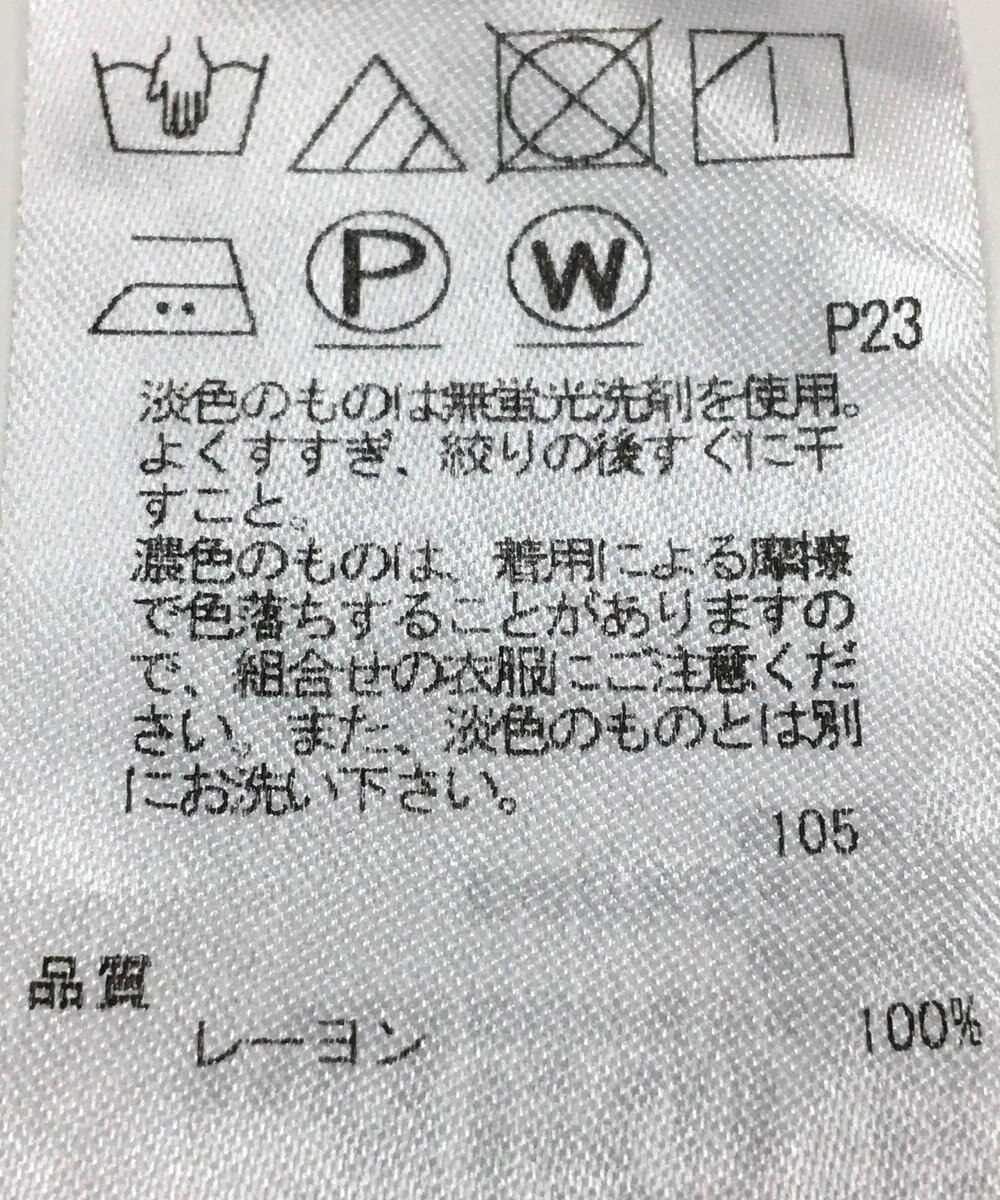 P
W
P23
淡色のものは無蛍光洗剤を使用。
よくすすぎ、絞りの後すぐに干
すこと。
濃色のものは、着用による摩擦
で色落ちすることがありますの
で、組合せの衣服にご注意くだ
さい。また、淡色のものとは別
にお洗い下さい。
105
品質
レーヨン 100%